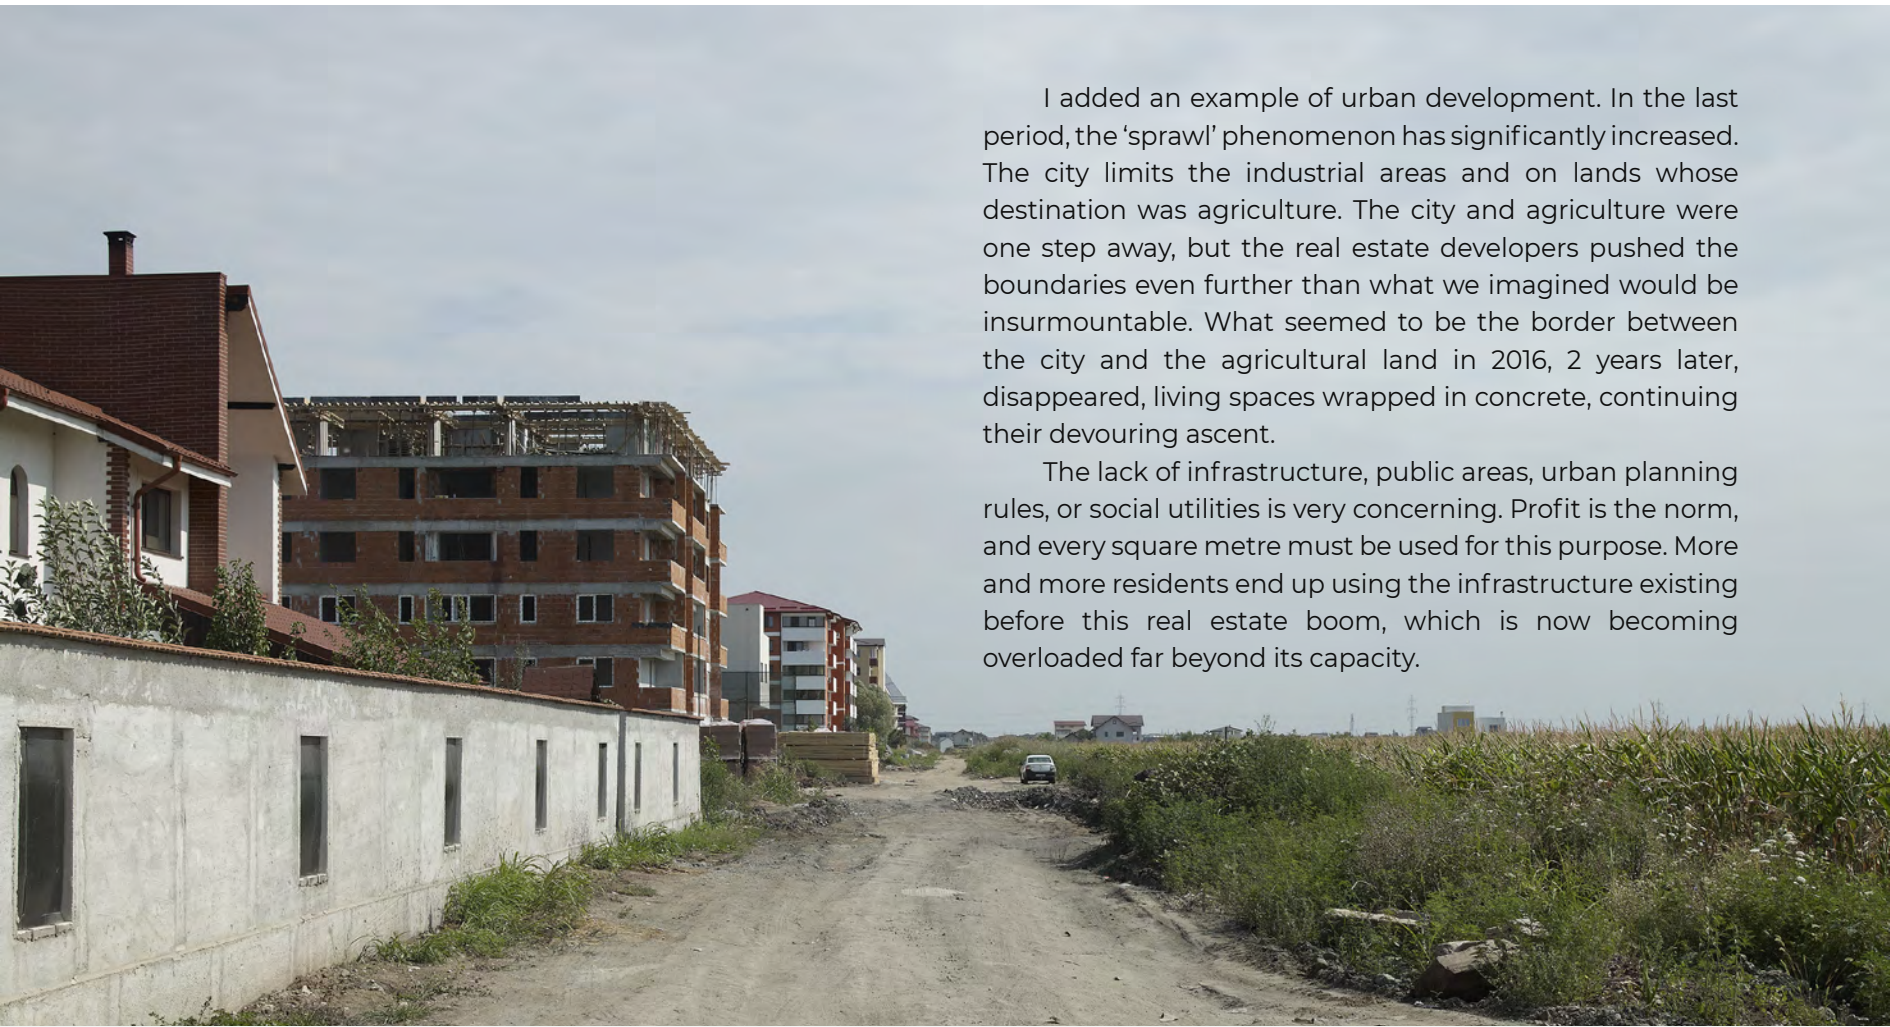 I added an example of urban development. In the last
period, the ‘sprawl’ phenomenon has significantly increased.
The city limits the industrial areas and on lands whose
destination was agriculture. The city and agriculture were
one step away, but the real estate developers pushed the
boundaries even further than what we imagined would be
insurmountable. What seemed to be the border between
the city and the agricultural land in 2016, 2 years later,
disappeared, living spaces wrapped in concrete, continuing
their devouring ascent.
The lack of infrastructure, public areas, urban planning
rules, or social utilities is very concerning. Profit is the norm,
and every square metre must be used for this purpose. More
and more residents end up using the infrastructure existing
before this real estate boom, which is now becoming
overloaded far beyond its capacity.